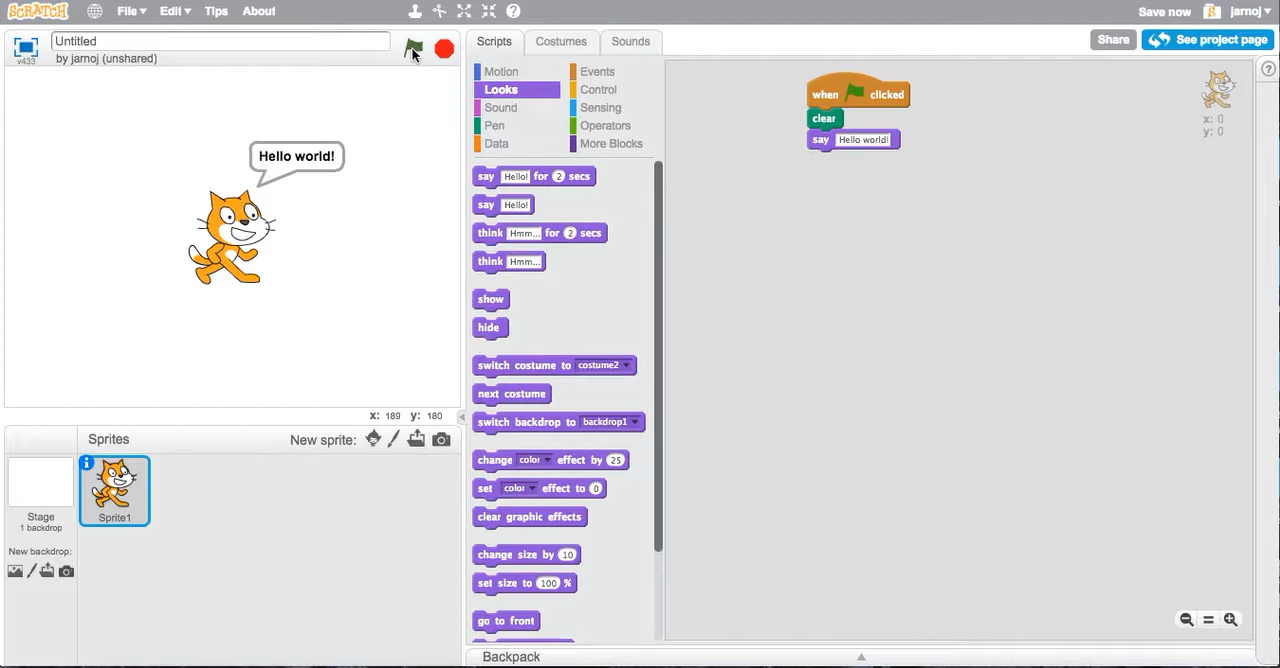 SCRATCH File▾ Edit▾ Tips About Save now jarnoj▾
v433 Untitled
by jarnoj (unshared)
Scripts Costumes Sounds
Share See project page
Motion Events
Looks Control
Sound Sensing
Pen Operators
Data More Blocks
say Hello! for 2 secs
say Hello!
think Hmm... for 2 secs
think Hmm...
show
hide
switch costume to costume2
next costume
switch backdrop to backdrop1
change color effect by 25
set color effect to 0
clear graphic effects
change size by 10
set size to 100 %
go to front
when clicked
clear
say Hello world!
x: 0
y: 0
Hello world!
x: 189 y: 180
Sprites New sprite:
Stage
1 backdrop
New backdrop:
Sprite1
Backpack